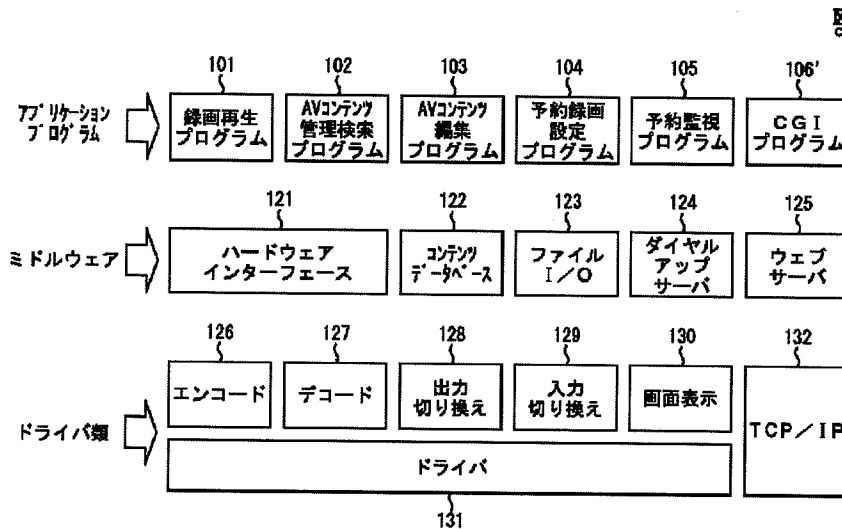 101 102 103 104 105 106'
アプリケーション
プログラム
録画再生
プログラム
AVコンテンツ
管理検索
プログラム
AVコンテンツ
編集
プログラム
予約録画
設定
プログラム
予約監視
プログラム
CGI
プログラム
121 122 123 124 125
ミドルウェア
ハードウェア
インターフェース
コンテンツ
データベース
ファイル
I/O
ダイヤル
アップ
サーバ
ウェブ
サーバ
126 127 128 129 130 132
ドライバ類
エンコード
デコード
出力
切り換え
入力
切り換え
画面表示
TCP/IP
ドライバ
131